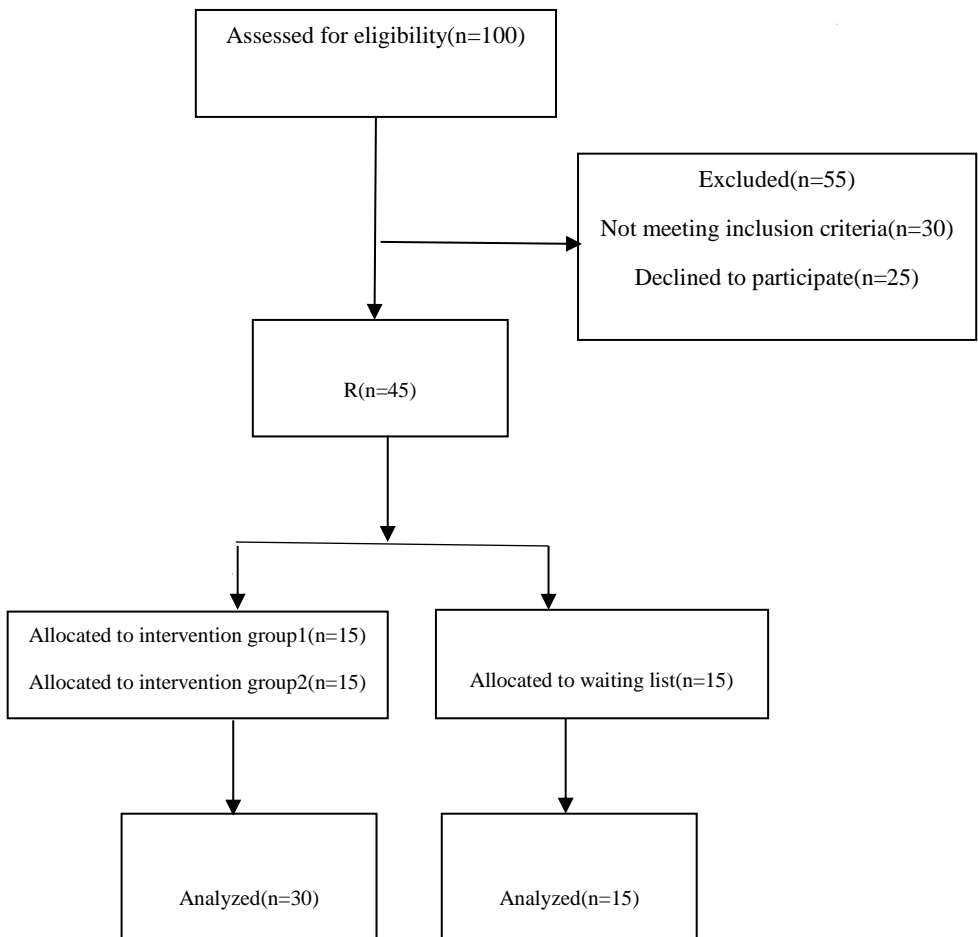 Assessed for eligibility(n=100)
Excluded(n=55)
Not meeting inclusion criteria(n=30)
Declined to participate(n=25)
R(n=45)
Allocated to intervention group1(n=15)
Allocated to intervention group2(n=15)
Allocated to waiting list(n=15)
Analyzed(n=30)
Analyzed(n=15)